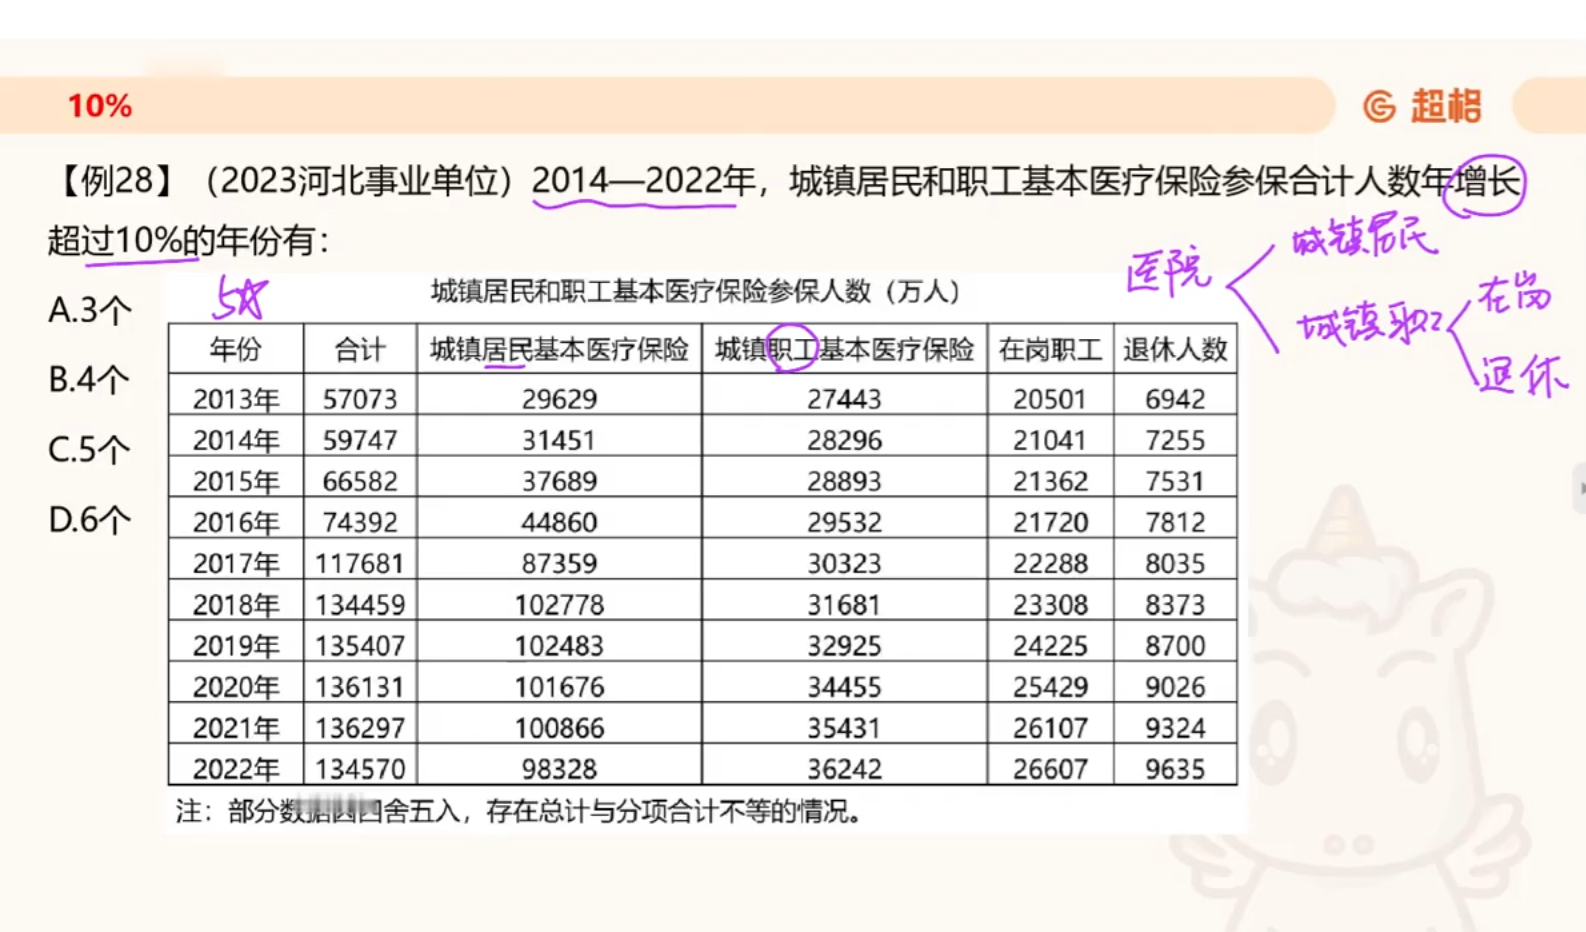 10%
超格
【例28】（2023河北事业单位）2014—2022年，城镇居民和职工基本医疗保险参保合计人数年增长
超过10%的年份有：
医院
城镇居民
城镇职工
在岗
退休
A.3个
B.4个
C.5个
D.6个
5☆
城镇居民和职工基本医疗保险参保人数（万人）
年份 合计 城镇居民基本医疗保险 城镇职工基本医疗保险 在岗职工 退休人数
2013年 57073 29629 27443 20501 6942
2014年 59747 31451 28296 21041 7255
2015年 66582 37689 28893 21362 7531
2016年 74392 44860 29532 21720 7812
2017年 117681 87359 30323 22288 8035
2018年 134459 102778 31681 23308 8373
2019年 135407 102483 32925 24225 8700
2020年 136131 101676 34455 25429 9026
2021年 136297 100866 35431 26107 9324
2022年 134570 98328 36242 26607 9635
注：部分数据因四舍五入，存在总计与分项合计不等的情况。